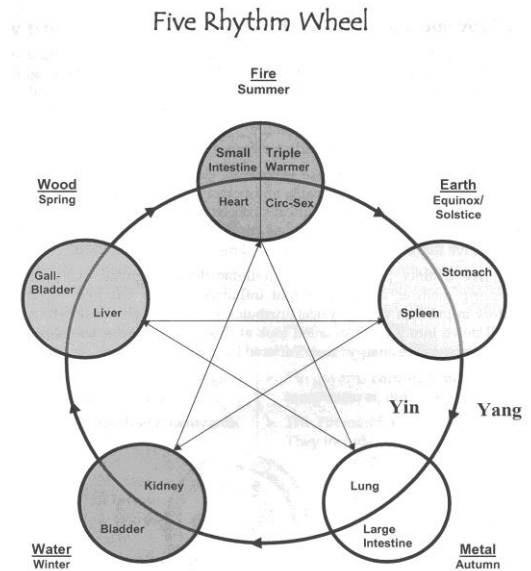 Five Rhythm Wheel
Fire
Summer
Small
Intestine
Triple
Warmer
Heart
Circ-Sex
Wood
Spring
Earth
Equinox/
Solstice
Gall-
Bladder
Liver
Stomach
Spleen
Yin
Yang
Kidney
Bladder
Lung
Large
Intestine
Water
Winter
Metal
Autumn